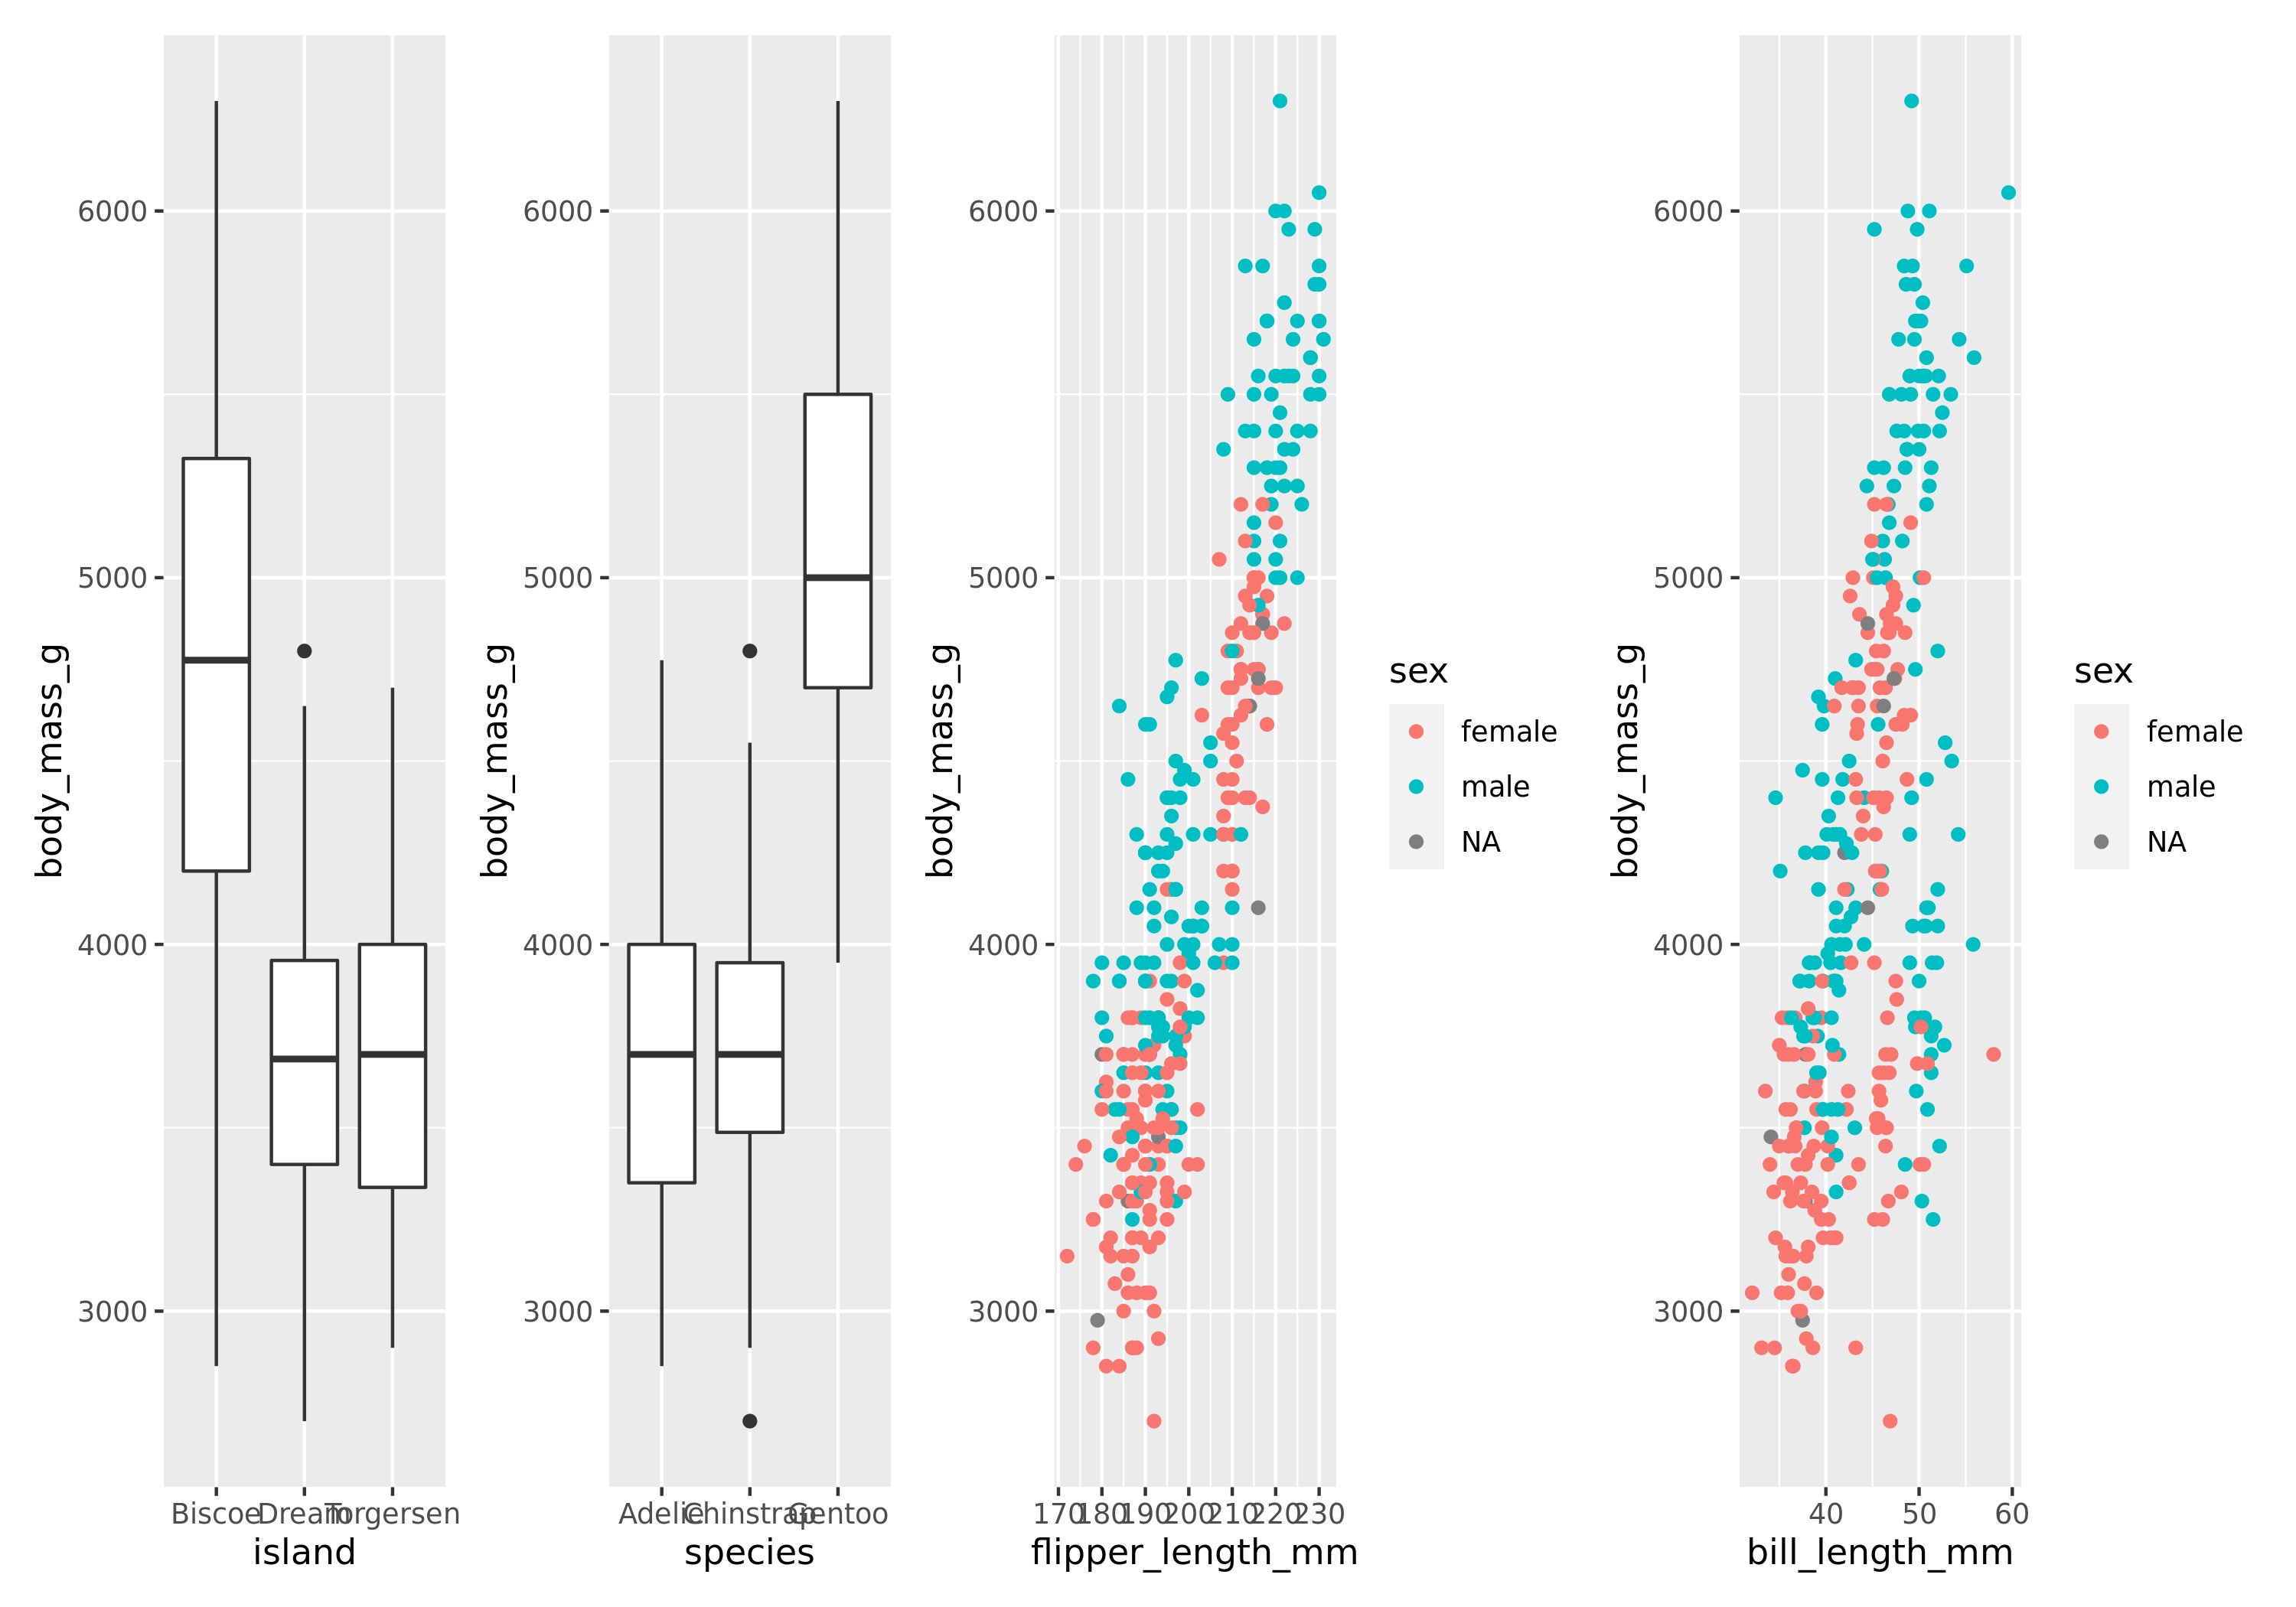 body_mass_g
6000
5000
4000
3000
Biscoe
Dream
Torgersen
island
body_mass_g
6000
5000
4000
3000
Adelie
Chinstrap
Gentoo
species
body_mass_g
6000
5000
4000
3000
170
180
190
200
210
220
230
flipper_length_mm
sex
female
male
NA
body_mass_g
6000
5000
4000
3000
40
50
60
bill_length_mm
sex
female
male
NA